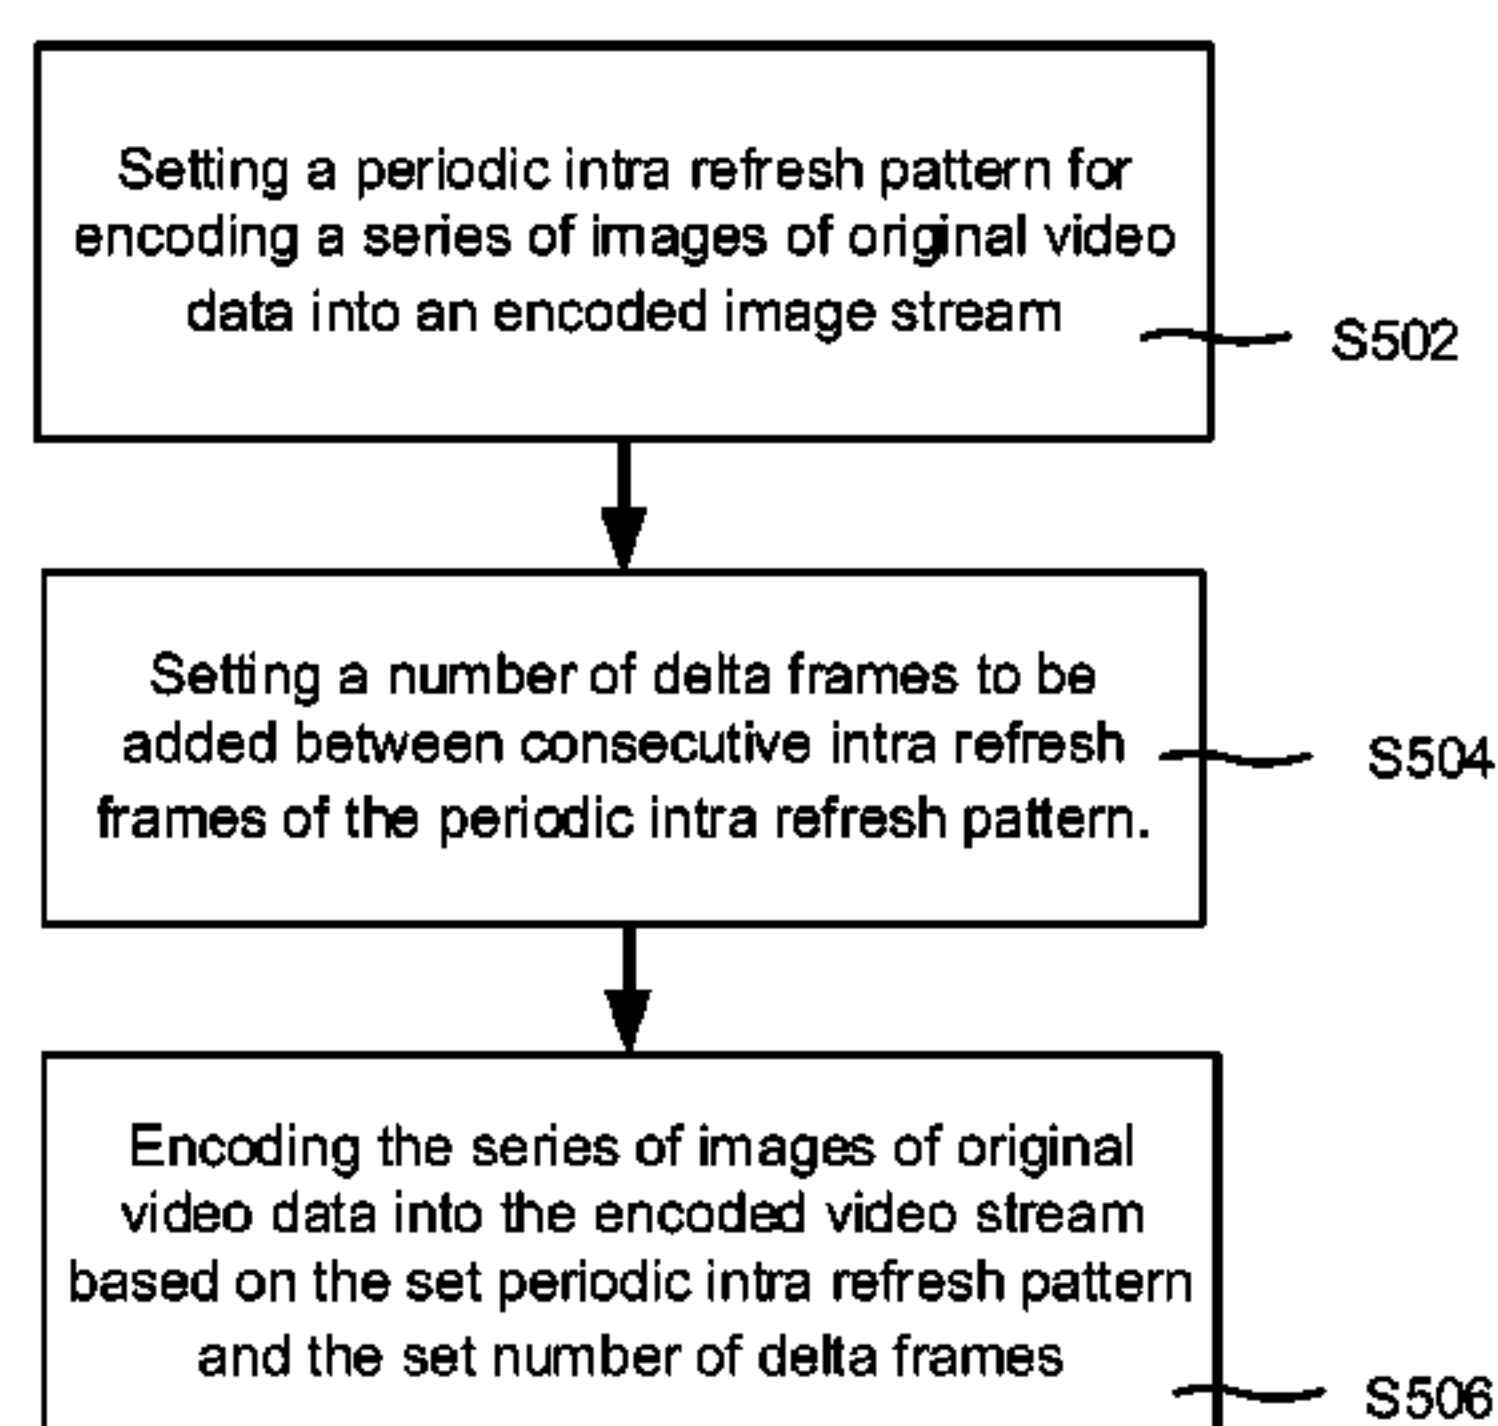 Setting a periodic intra refresh pattern for
encoding a series of images of original video
data into an encoded image stream
S502
Setting a number of delta frames to be
added between consecutive intra refresh
frames of the periodic intra refresh pattern.
S504
Encoding the series of images of original
video data into the encoded video stream
based on the set periodic intra refresh pattern
and the set number of delta frames
S506